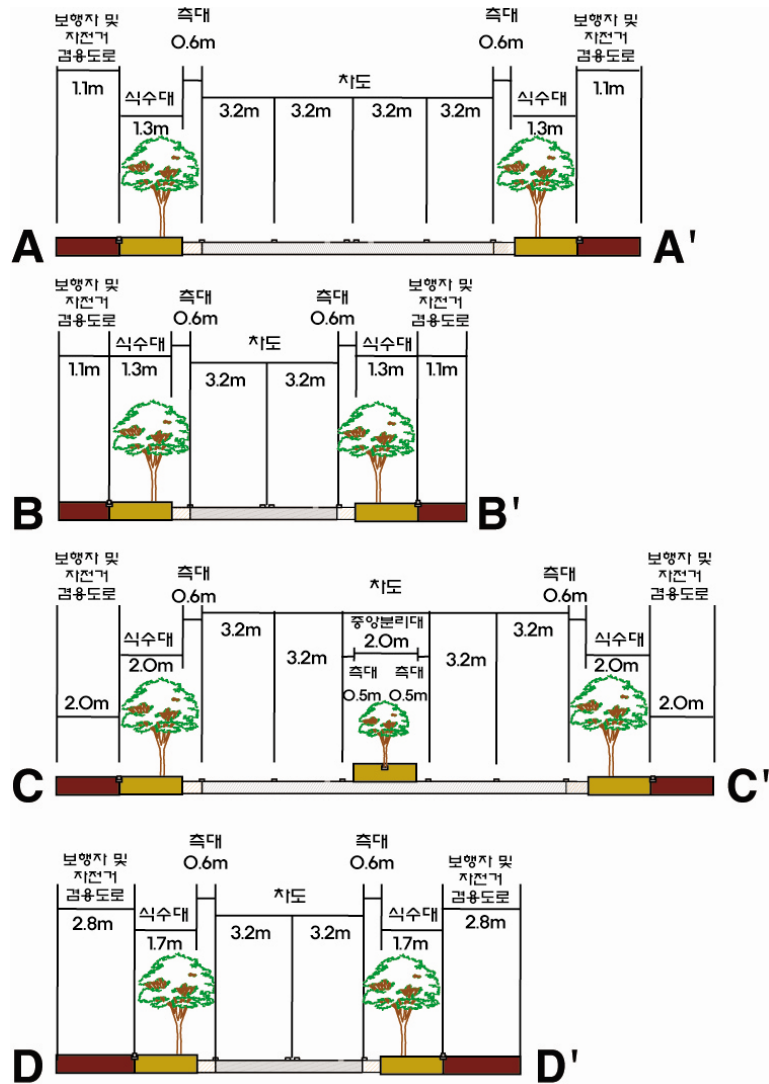 보행자 및
자전거
겸용도로
측대
0.6m
측대
0.6m
보행자 및
자전거
겸용도로
1.1m
식수대
1.3m
차도
3.2m
3.2m
3.2m
3.2m
식수대
1.3m
1.1m
A
A'
보행자 및
자전거
겸용도로
측대
0.6m
측대
0.6m
보행자 및
자전거
겸용도로
1.1m
식수대
1.3m
차도
3.2m
3.2m
식수대
1.3m
1.1m
B
B'
보행자 및
자전거
겸용도로
측대
0.6m
차도
측대
0.6m
보행자 및
자전거
겸용도로
식수대
2.0m
2.0m
3.2m
3.2m
중앙분리대
2.0m
측대
0.5m
측대
0.5m
3.2m
3.2m
식수대
2.0m
2.0m
C
C'
보행자 및
자전거
겸용도로
측대
0.6m
측대
0.6m
보행자 및
자전거
겸용도로
2.8m
식수대
1.7m
차도
3.2m
3.2m
식수대
1.7m
2.8m
D
D'